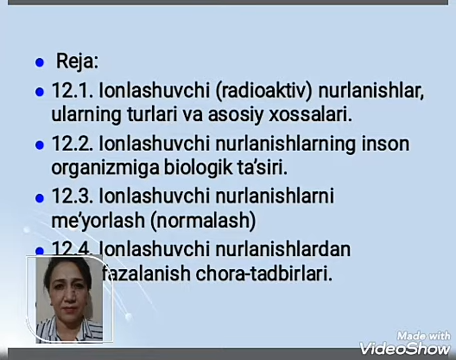 Reja:
12.1. Ionlashuvchi (radioaktiv) nurlanishlar,
ularning turlari va asosiy xossalari.
12.2. Ionlashuvchi nurlanishlarning inson
organizmiga biologik ta’siri.
12.3. Ionlashuvchi nurlanishlarni
me’yorlash (normalash)
12.4. Ionlashuvchi nurlanishlardan
chora-tadbirlari.
Made with
VideoShow